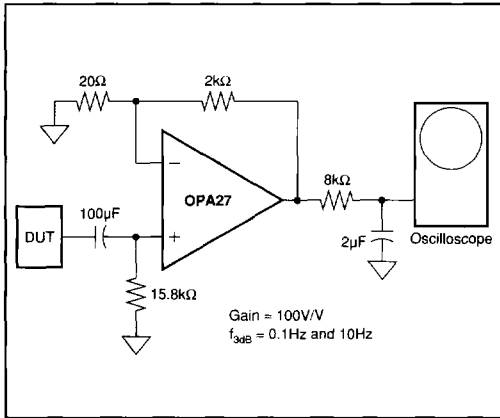 20Ω
2kΩ
−
OPA27
+
100µF
DUT
15.8kΩ
8kΩ
2µF
Oscilloscope
Gain = 100V/V
f3dB = 0.1Hz and 10Hz